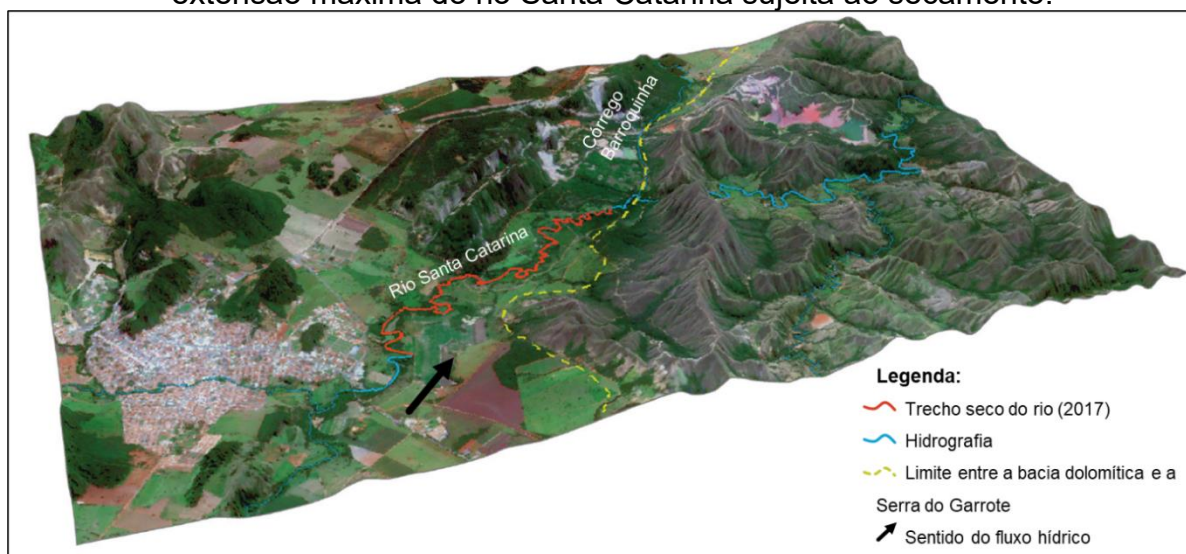 extensão máxima do rio Santa Catarina sujeita ao secamento.
Córrego
Barroquinha
Rio Santa Catarina
Legenda:
Trecho seco do rio (2017)
Hidrografia
Limite entre a bacia dolomítica e a
Serra do Garrote
Sentido do fluxo hídrico